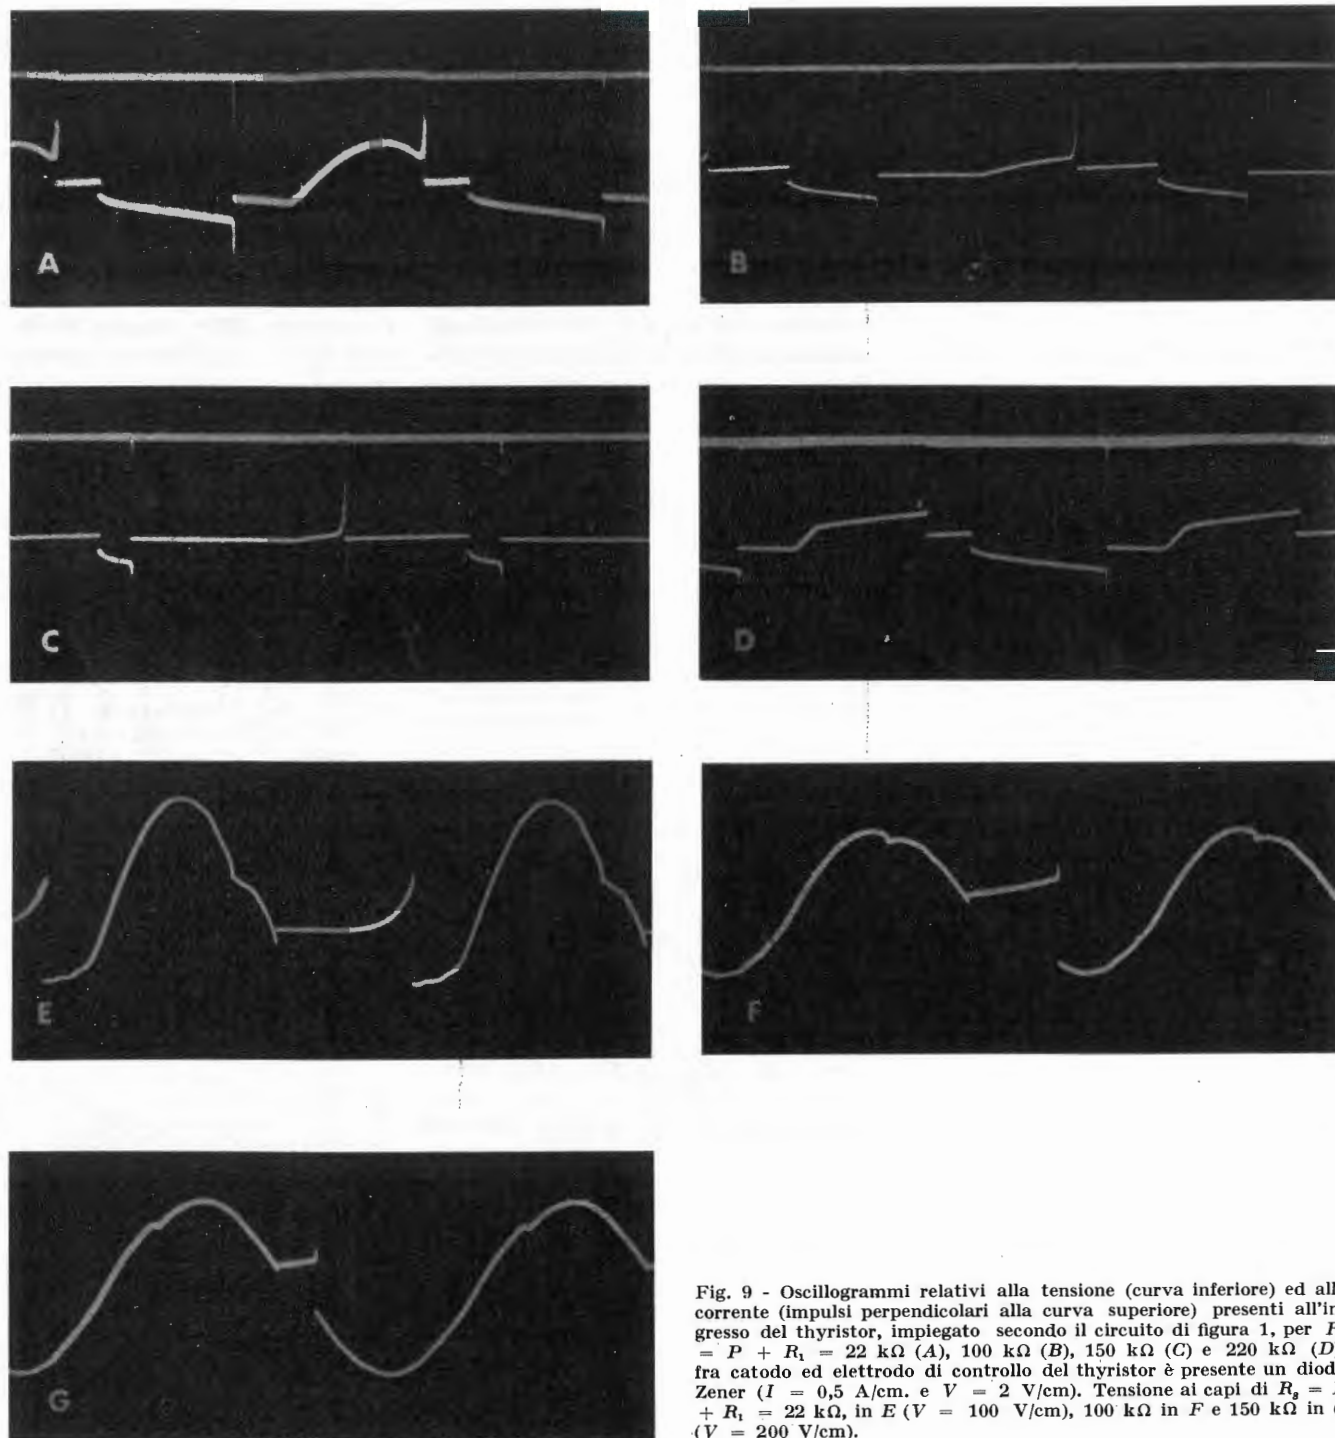 A
B
C
D
E
F
G
Fig. 9 - Oscillogrammi relativi alla tensione (curva inferiore) ed all
corrente (impulsi perpendicolari alla curva superiore) presenti all'in
gresso del thyristor, impiegato secondo il circuito di figura 1, per
= P + R₁ = 22 kΩ (A), 100 kΩ (B), 150 kΩ (C) e 220 kΩ (D
fra catodo ed elettrodo di controllo del thyristor è presente un diod
Zener (I = 0,5 A/cm. e V = 2 V/cm). Tensione ai capi di
+ R₁ = 22 kΩ, in E (V = 100 V/cm), 100 kΩ in F e 150 kΩ in
(V = 200 V/cm).